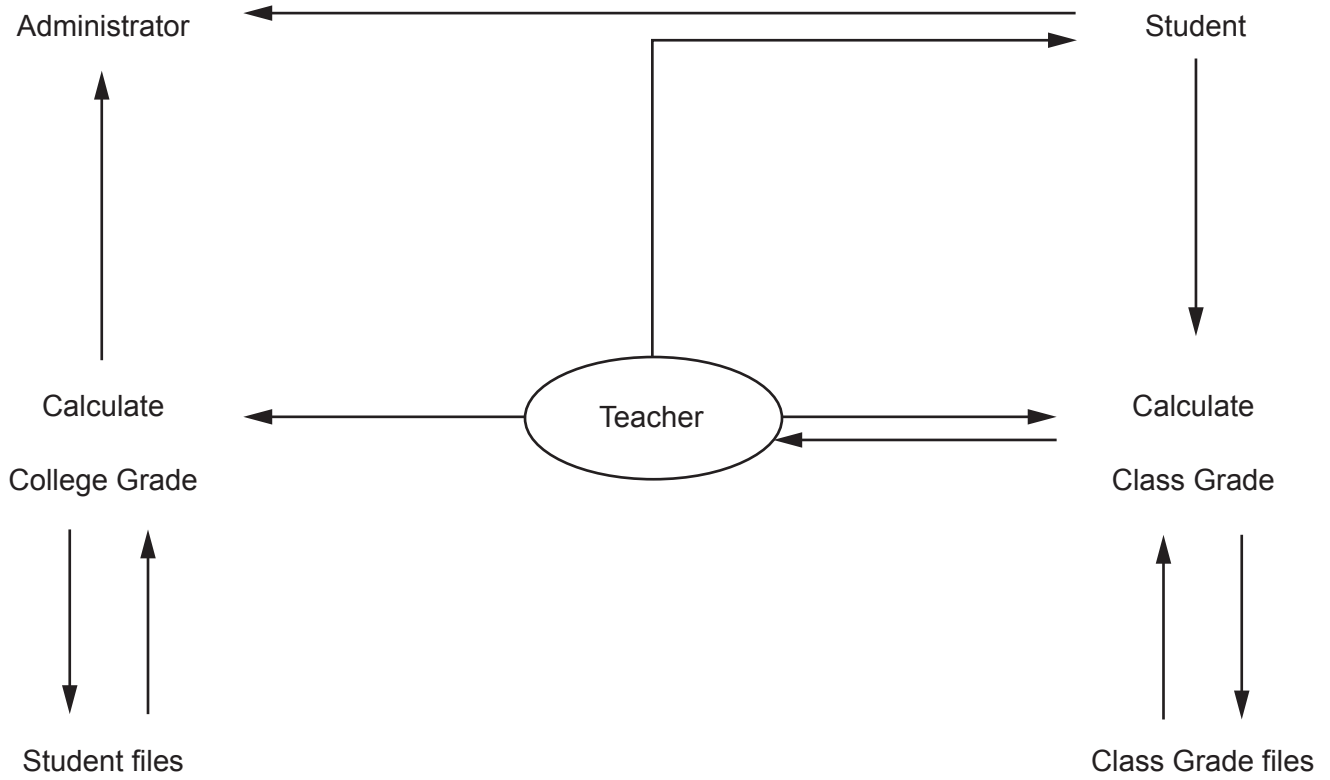 Administrator
Student
Calculate
College Grade
Teacher
Calculate
Class Grade
Student files
Class Grade files